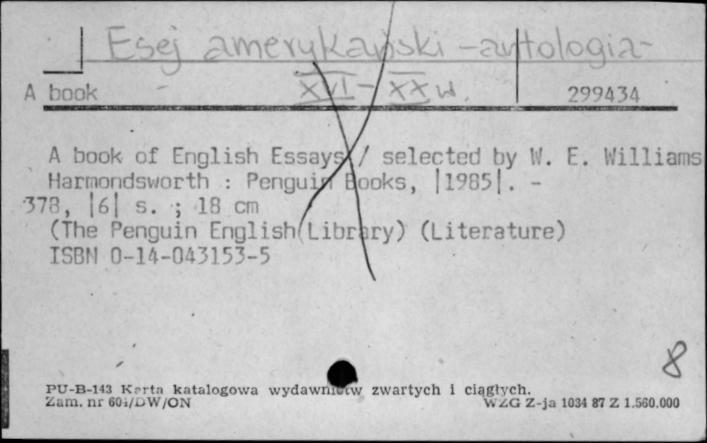 Esej amerykański - antologia -
A book - XVI - XX w. 299434
A book of English Essays / selected by W. E. Williams
Harmondsworth : Penguin Books, |1985|. -
378, |6| s. ; 18 cm
(The Penguin English Library) (Literature)
ISBN 0-14-043153-5
8
PU-B-143 Karta katalogowa wydawnictw zwartych i ciągłych.
Zam. nr 601/DW/ON WZG Z-ja 1034 87 Z 1.560.000